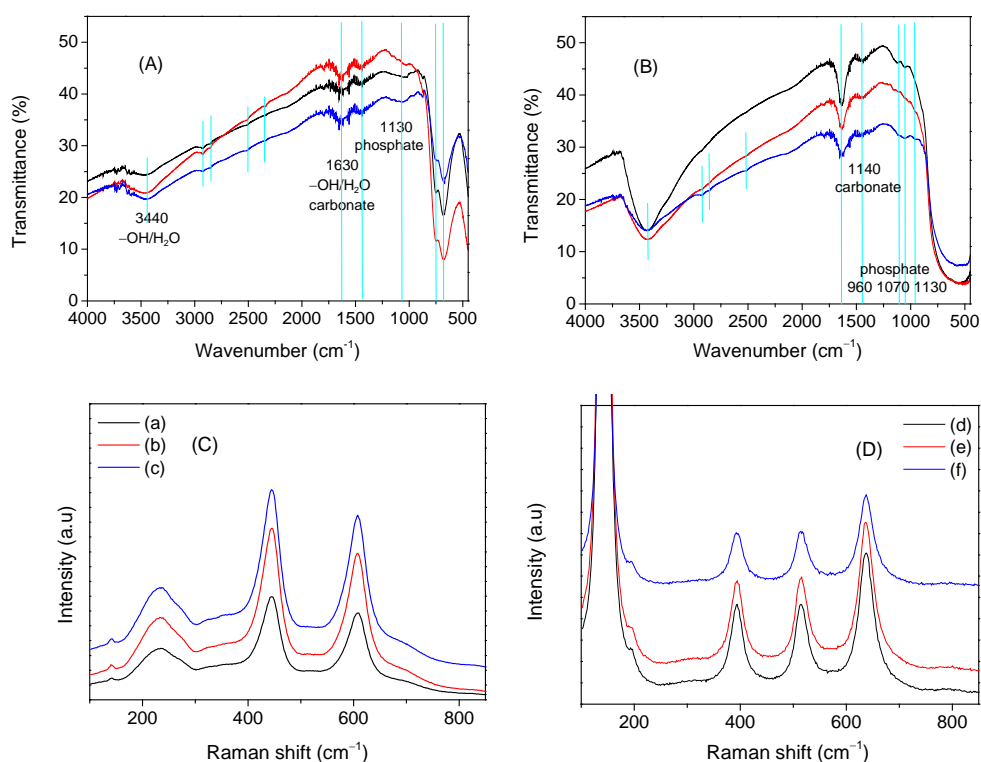 (A)
Transmittance (%)
50
40
30
20
10
0
1130
phosphate
1630
−OH/H2O
carbonate
3440
−OH/H2O
4000 3500 3000 2500 2000 1500 1000 500
Wavenumber (cm-1)
(B)
Transmittance (%)
50
40
30
20
10
0
1140
carbonate
phosphate
960 1070 1130
4000 3500 3000 2500 2000 1500 1000 500
Wavenumber (cm−1)
(a)
(b)
(c)
(C)
Intensity (a.u)
200 400 600 800
Raman shift (cm−1)
(d)
(e)
(f)
(D)
Intensity (a.u)
200 400 600 800
Raman shift (cm−1)